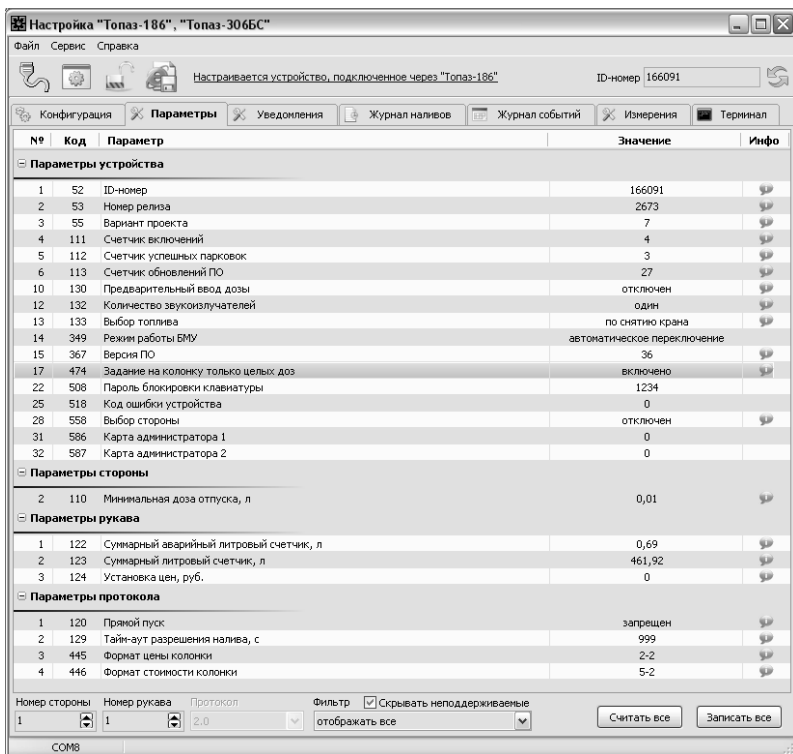 Настройка "Топаз-186", "Топаз-306БС"
Файл Сервис Справка
Настраивается устройство, подключенное через "Топаз-186" ID-номер 166091
Конфигурация Параметры Уведомления Журнал наливов Журнал событий Измерения Терминал
№ Код Параметр Значение Инфо
Параметры устройства
1 52 ID-номер 166091
2 53 Номер релиза 2673
3 55 Вариант проекта 7
4 111 Счетчик включений 4
5 112 Счетчик успешных парковок 3
6 113 Счетчик обновлений ПО 27
10 130 Предварительный ввод дозы отключен
12 132 Количество звукоизлучателей один
13 133 Выбор топлива по снятию крана
14 349 Режим работы БМУ автоматическое переключение
15 367 Версия ПО 36
17 474 Задание на колонку только целых доз включено
22 508 Пароль блокировки клавиатуры 1234
25 518 Код ошибки устройства 0
28 558 Выбор стороны отключен
31 586 Карта администратора 1 0
32 587 Карта администратора 2 0
Параметры стороны
2 110 Минимальная доза отпуска, л 0,01
Параметры рукава
1 122 Суммарный аварийный литровый счетчик, л 0,69
2 123 Суммарный литровый счетчик, л 461,92
3 124 Установка цен, руб. 0
Параметры протокола
1 120 Прямой пуск запрещен
2 129 Тайм-аут разрешения налива, с 999
3 445 Формат цены колонки 2-2
4 446 Формат стоимости колонки 5-2
Номер стороны Номер рукава Протокол Фильтр Скрывать неподдерживаемые
1 1 2.0 отображать все Считать все Записать все
COM8